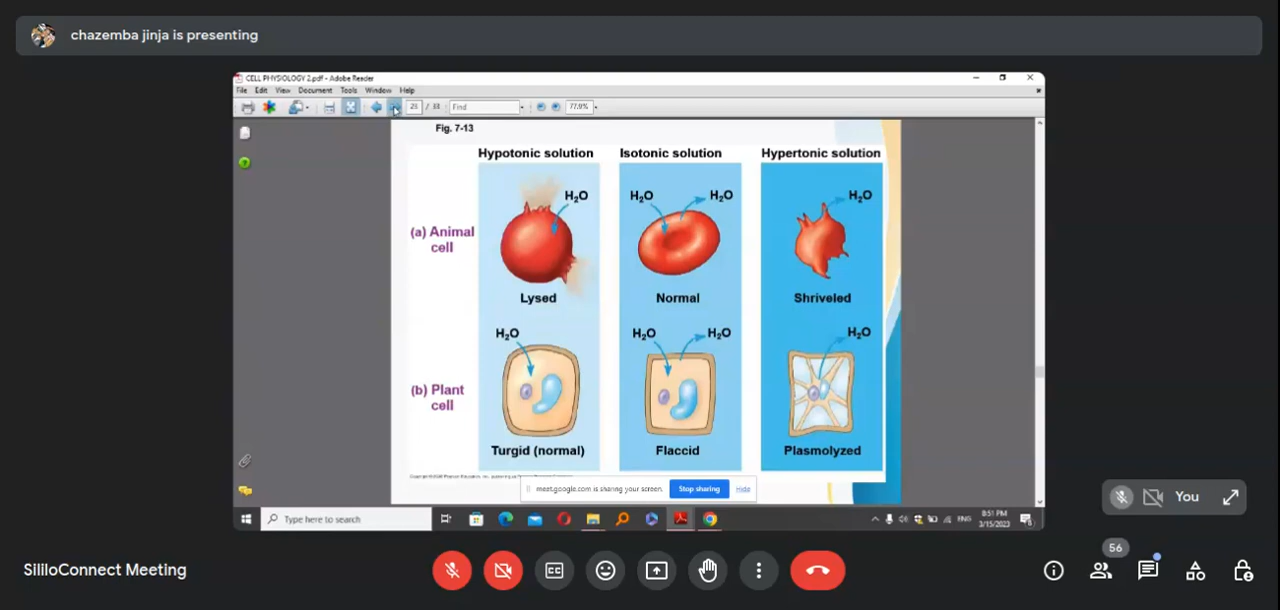 chazemba jinja is presenting
CELL PHYSIOLOGY 2.pdf - Adobe Reader
File Edit View Document Tools Window Help
23 / Find 77.9%
Fig. 7-13
Hypotonic solution Isotonic solution Hypertonic solution
H₂O H₂O H₂O H₂O
(a) Animal
cell
Lysed Normal Shriveled
H₂O H₂O H₂O H₂O
(b) Plant
cell
Turgid (normal) Flaccid Plasmolyzed
meet.google.com is sharing your screen. Stop sharing Hide
You
Type here to search
ENG
8:51 PM
3/15/2023
56
SililoConnect Meeting